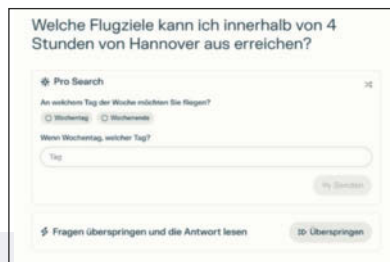 Welche Flugziele kann ich innerhalb von 4
Stunden von Hannover aus erreichen?
Pro Search
An welchem Tag der Woche möchten Sie fliegen?
Wochentag Wochenende
Wenn Wochentag, welcher Tag?
Tag
Senden
Fragen überspringen und die Antwort lesen
Überspringen